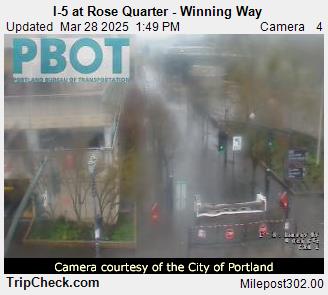 I-5 at Rose Quarter - Winning Way
Updated Mar 28 2025 1:49 PM Camera 4
PBOT
PORTLAND BUREAU OF TRANSPORTATION
Camera courtesy of the City of Portland
TripCheck.com Milepost302.00